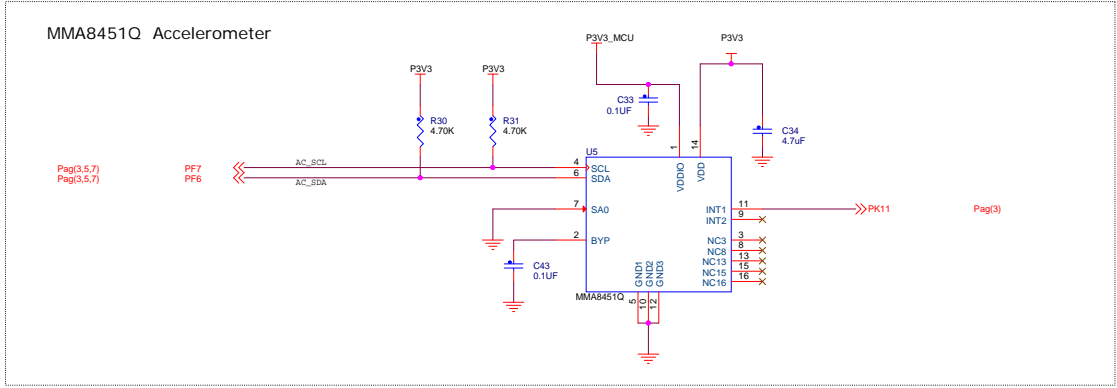 MMA8451Q Accelerometer
P3V3_MCU
P3V3
P3V3
P3V3
C33
0.1UF
R30
4.70K
R31
4.70K
C34
4.7uF
1
14
U5
VDDIO
VDD
Pag(3,5,7)
PF7
AC_SCL
4
SCL
Pag(3,5,7)
PF6
AC_SDA
6
SDA
7
SA0
INT1
11
PK11
Pag(3)
INT2
9
2
BYP
NC3
3
NC8
8
C43
0.1UF
NC13
13
NC15
15
NC16
16
GND1
GND2
GND3
MMA8451Q
5
10
12